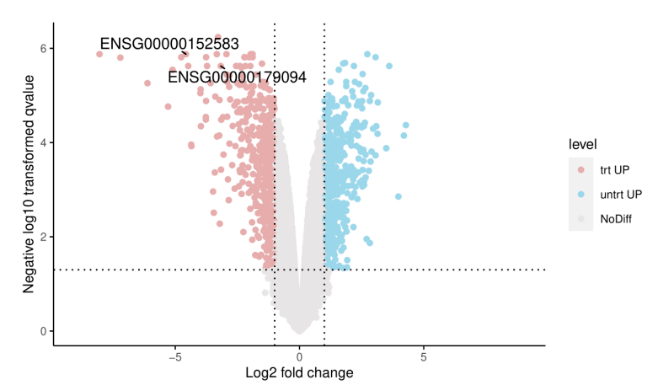 ENSG00000152583
ENSG00000179094
Negative log10 transformed qvalue
6
4
2
0
−5
0
5
Log2 fold change
level
trt UP
untrt UP
NoDiff